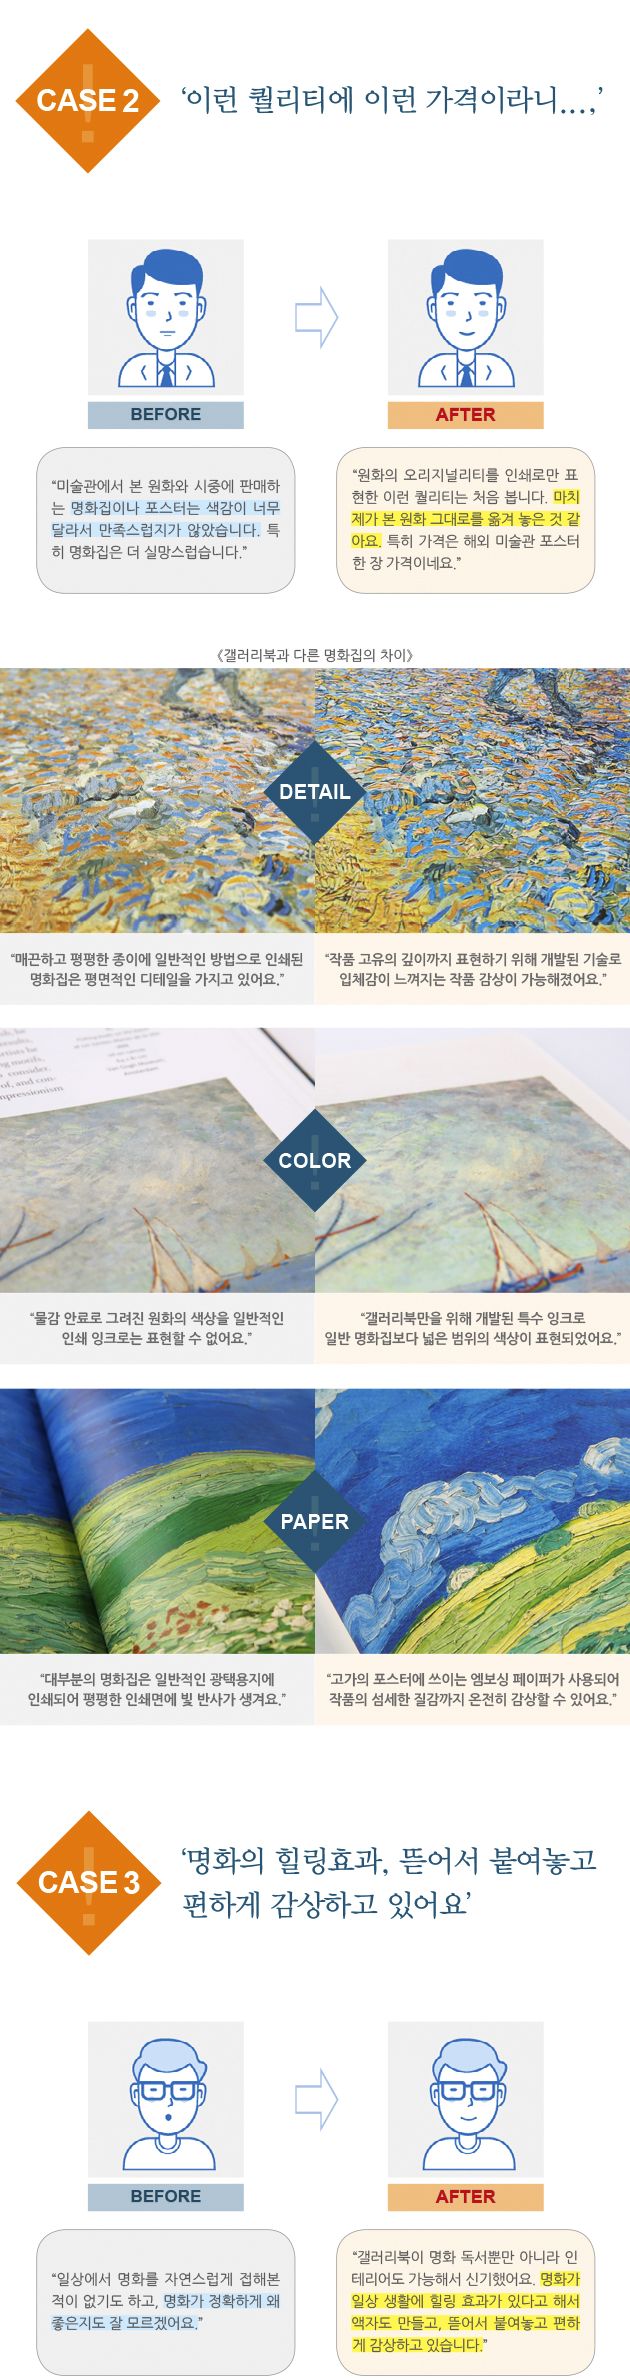 CASE 2
‘이런 퀄리티에 이런 가격이라니...,’
BEFORE
AFTER
“미술관에서 본 원화와 시중에 판매하
는 명화집이나 포스터는 색감이 너무
달라서 만족스럽지가 않았습니다. 특
히 명화집은 더 실망스럽습니다.”
“원화의 오리지널리티를 인쇄로만 표
현한 이런 퀄리티는 처음 봅니다. 마치
제가 본 원화 그대로를 옮겨 놓은 것 같
아요. 특히 가격은 해외 미술관 포스터
한 장 가격이네요.”
《갤러리북과 다른 명화집의 차이》
DETAIL
“매끈하고 평평한 종이에 일반적인 방법으로 인쇄된
명화집은 평면적인 디테일을 가지고 있어요.”
“작품 고유의 깊이까지 표현하기 위해 개발된 기술로
입체감이 느껴지는 작품 감상이 가능해졌어요.”
COLOR
“물감 안료로 그려진 원화의 색상을 일반적인
인쇄 잉크로는 표현할 수 없어요.”
“갤러리북만을 위해 개발된 특수 잉크로
일반 명화집보다 넓은 범위의 색상이 표현되었어요.”
PAPER
“대부분의 명화집은 일반적인 광택용지에
인쇄되어 평평한 인쇄면에 빛 반사가 생겨요.”
“고가의 포스터에 쓰이는 엠보싱 페이퍼가 사용되어
작품의 섬세한 질감까지 온전히 감상할 수 있어요.”
CASE 3
‘명화의 힐링효과, 뜯어서 붙여놓고
편하게 감상하고 있어요’
BEFORE
AFTER
“일상에서 명화를 자연스럽게 접해본
적이 없기도 하고, 명화가 정확하게 왜
좋은지도 잘 모르겠어요.”
“갤러리북이 명화 독서뿐만 아니라 인
테리어도 가능해서 신기했어요. 명화가
일상 생활에 힐링 효과가 있다고 해서
액자도 만들고, 뜯어서 붙여놓고 편하
게 감상하고 있습니다.”